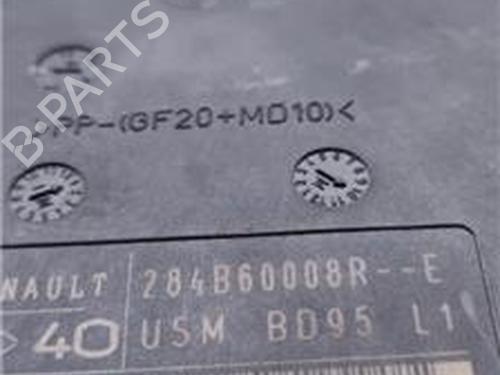 B-PARTS
>PP-(GF20+MD10)<
NAULT 284B60008R--E
40 USM BD95 L1